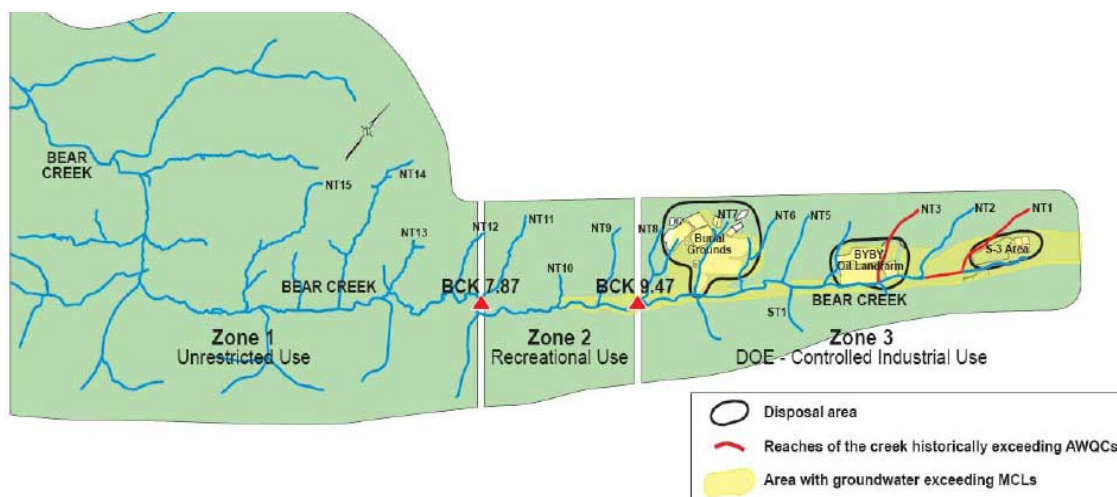 BEAR
CREEK
NT15
NT14
NT13
NT12
NT11
NT10
NT9
NT8
NT7
NT6
NT5
NT3
NT2
NT1
Burial
Grounds
BYBY
Oil Landfarm
S-3 Area
BEAR CREEK
BCK 7.87
BCK 9.47
BEAR CREEK
ST1
Zone 1
Unrestricted Use
Zone 2
Recreational Use
Zone 3
DOE - Controlled Industrial Use
Disposal area
Reaches of the creek historically exceeding AWQCs
Area with groundwater exceeding MCLs